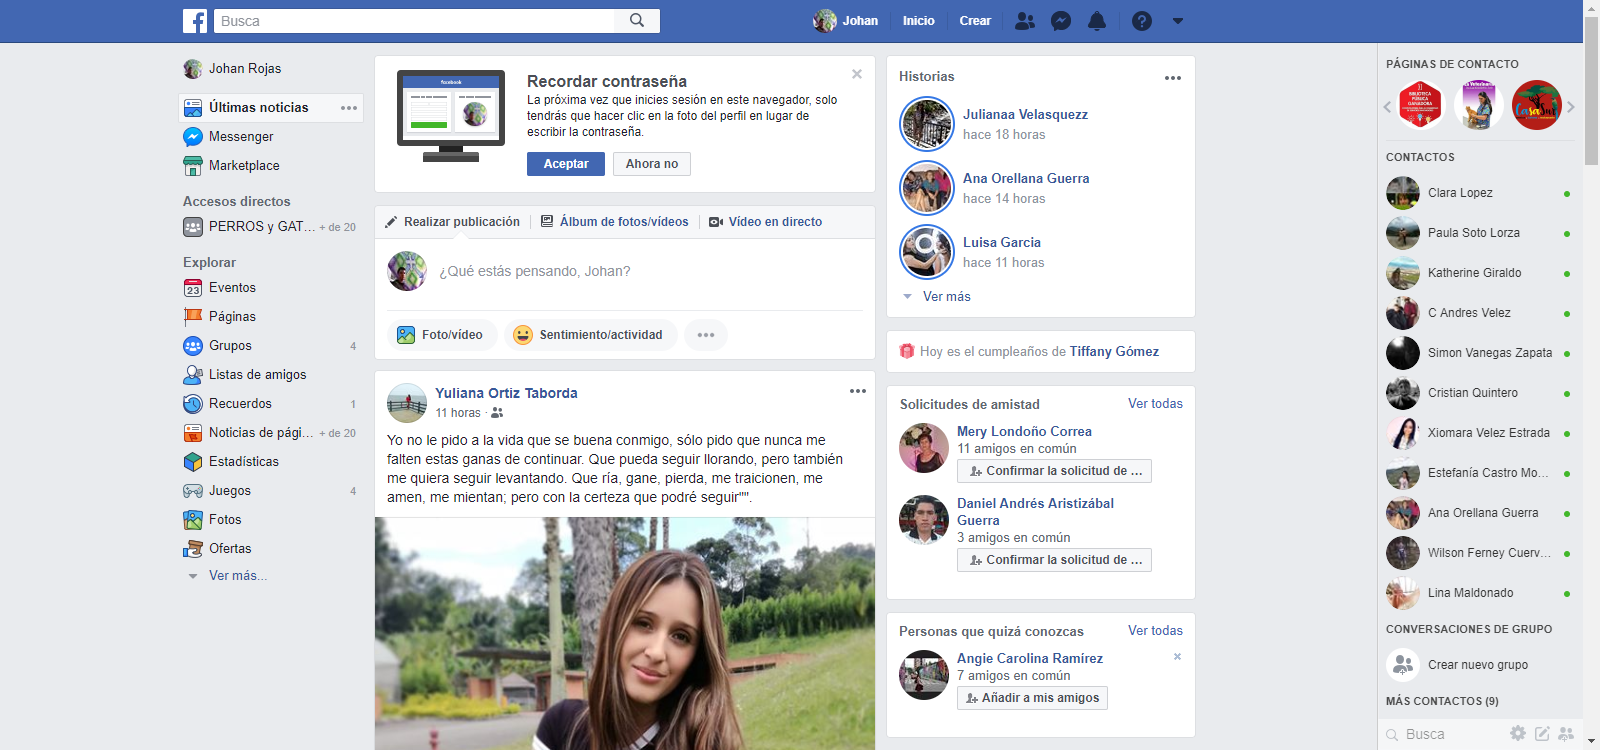 Busca
Johan
Inicio
Crear
Johan Rojas
Últimas noticias
Messenger
Marketplace
Accesos directos
PERROS y GAT... + de 20
Explorar
23
Eventos
Páginas
Grupos 4
Listas de amigos
Recuerdos 1
Noticias de pági... + de 20
Estadísticas
Juegos 4
Fotos
Ofertas
Ver más...
facebook
Recordar contraseña
La próxima vez que inicies sesión en este navegador, solo
tendrás que hacer clic en la foto del perfil en lugar de
escribir la contraseña.
Aceptar
Ahora no
Realizar publicación
Álbum de fotos/vídeos
Vídeo en directo
¿Qué estás pensando, Johan?
Foto/vídeo
Sentimiento/actividad
Yuliana Ortiz Taborda
11 horas ·
Yo no le pido a la vida que se buena conmigo, sólo pido que nunca me
falten estas ganas de continuar. Que pueda seguir llorando, pero también
me quiera seguir levantando. Que ría, gane, pierda, me traicionen, me
amen, me mientan; pero con la certeza que podré seguir"".
Historias
Julianaa Velasquezz
hace 18 horas
Ana Orellana Guerra
hace 14 horas
Luisa Garcia
hace 11 horas
Ver más
Hoy es el cumpleaños de Tiffany Gómez
Solicitudes de amistad
Ver todas
Mery Londoño Correa
11 amigos en común
Confirmar la solicitud de ...
Daniel Andrés Aristizábal
Guerra
3 amigos en común
Confirmar la solicitud de ...
Personas que quizá conozcas
Ver todas
Angie Carolina Ramírez
7 amigos en común
Añadir a mis amigos
PÁGINAS DE CONTACTO
BIBLIOTECA
PÚBLICA
GANADORA
CasaSur
CONTACTOS
Clara Lopez
Paula Soto Lorza
Katherine Giraldo
C Andres Velez
Simon Vanegas Zapata
Cristian Quintero
Xiomara Velez Estrada
Estefanía Castro Mo...
Ana Orellana Guerra
Wilson Ferney Cuerv...
Lina Maldonado
CONVERSACIONES DE GRUPO
Crear nuevo grupo
MÁS CONTACTOS (9)
Busca